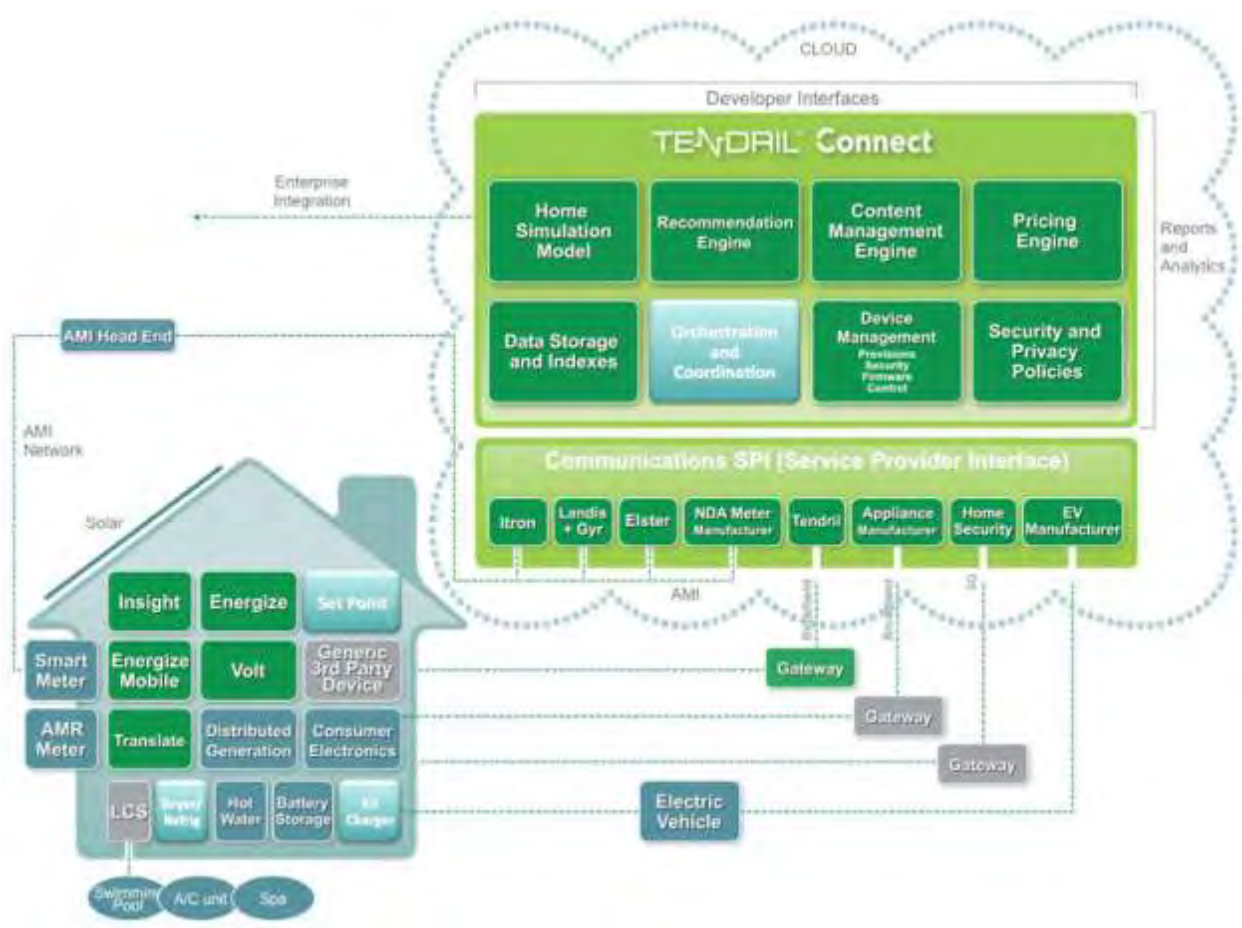 CLOUD
Developer Interfaces
TENDRIL Connect
Enterprise
Integration
Home
Simulation
Model
Recommendation
Engine
Content
Management
Engine
Pricing
Engine
Reports
and
Analytics
AMI Head End
Data Storage
and Indexes
Orchestration
and
Coordination
Device
Management
Provisions
Security
Firmware
Control
Security and
Privacy
Policies
AMI
Network
Communications SPI (Service Provider Interface)
Solar
Itron
Landis
+ Gyr
Elster
NDA Meter
Manufacturer
Tendril
Appliance
Manufacturer
Home
Security
EV
Manufacturer
AMI
3G
Insight
Energize
Set Point
Smart
Meter
Energize
Mobile
Volt
Generic
3rd Party
Device
Gateway
AMR
Meter
Translate
Distributed
Generation
Consumer
Electronics
Gateway
Gateway
LCS
Hot
Water
Battery
Storage
EV
Charger
Electric
Vehicle
Swimming
Pool
A/C unit
Spa